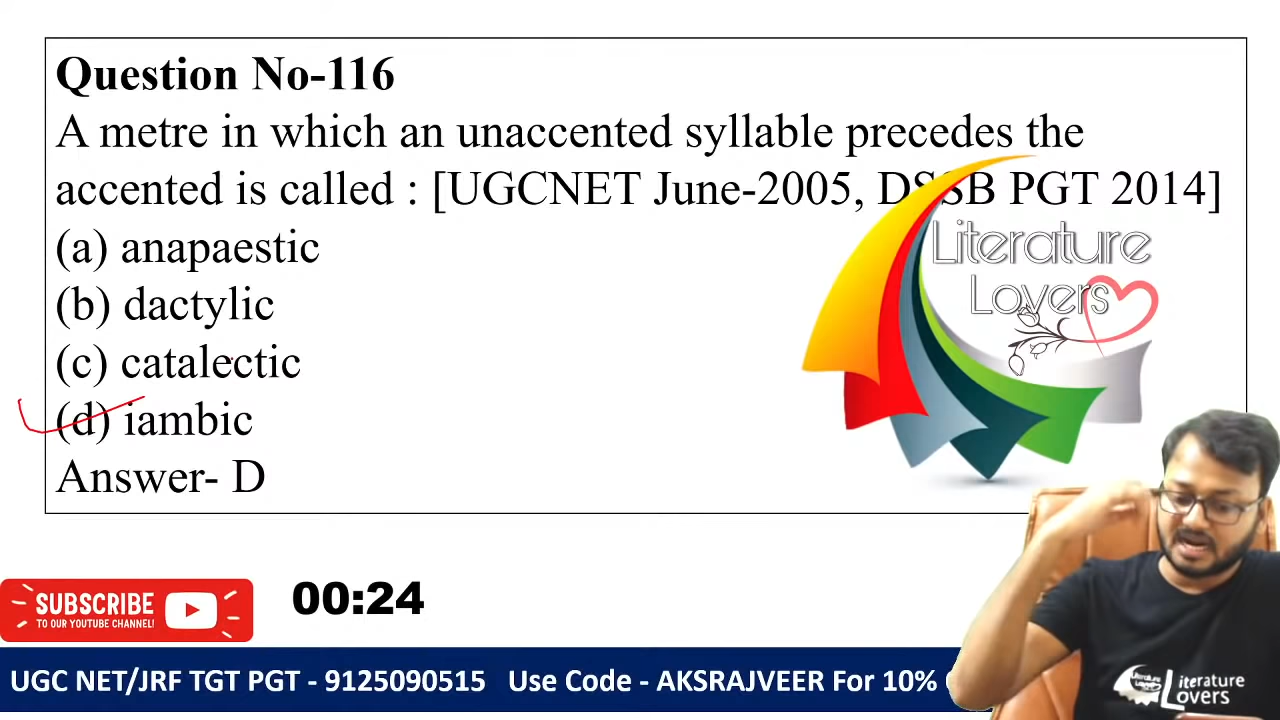 Question No-116
A metre in which an unaccented syllable precedes the
accented is called : [UGCNET June-2005, DSSB PGT 2014]
(a) anapaestic
(b) dactylic
(c) catalectic
(d) iambic
Answer- D
Literature
Lovers
SUBSCRIBE
TO OUR YOUTUBE CHANNEL!
00:24
UGC NET/JRF TGT PGT - 9125090515 Use Code - AKSRAJVEER For 10%
Literature
Lovers